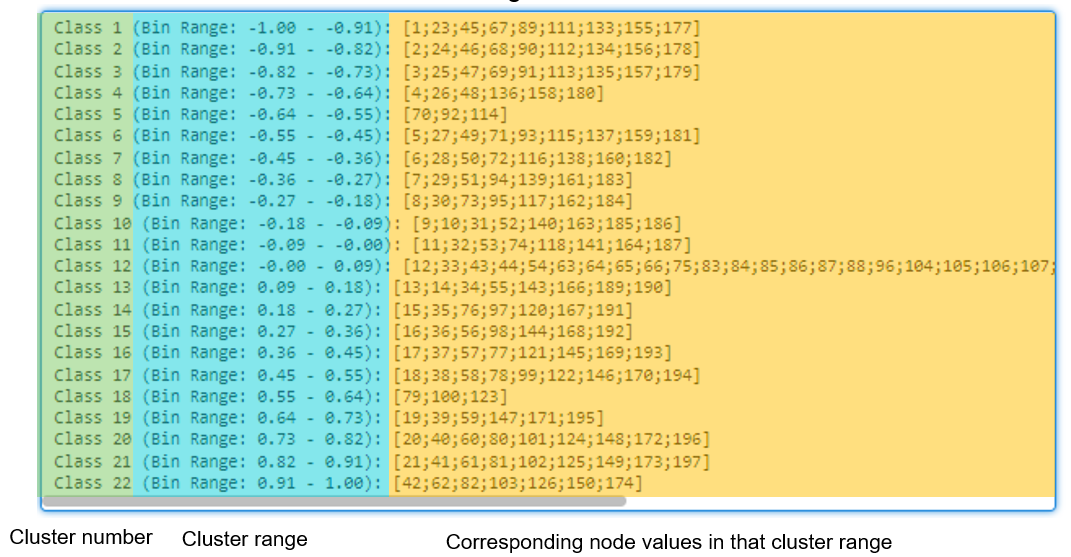 Class 1 (Bin Range: -1.00 - -0.91): [1;23;45;67;89;111;133;155;177]
Class 2 (Bin Range: -0.91 - -0.82): [2;24;46;68;90;112;134;156;178]
Class 3 (Bin Range: -0.82 - -0.73): [3;25;47;69;91;113;135;157;179]
Class 4 (Bin Range: -0.73 - -0.64): [4;26;48;136;158;180]
Class 5 (Bin Range: -0.64 - -0.55): [70;92;114]
Class 6 (Bin Range: -0.55 - -0.45): [5;27;49;71;93;115;137;159;181]
Class 7 (Bin Range: -0.45 - -0.36): [6;28;50;72;116;138;160;182]
Class 8 (Bin Range: -0.36 - -0.27): [7;29;51;94;139;161;183]
Class 9 (Bin Range: -0.27 - -0.18): [8;30;73;95;117;162;184]
Class 10 (Bin Range: -0.18 - -0.09): [9;10;31;52;140;163;185;186]
Class 11 (Bin Range: -0.09 - -0.00): [11;32;53;74;118;141;164;187]
Class 12 (Bin Range: -0.00 - 0.09): [12;33;43;44;54;63;64;65;66;75;83;84;85;86;87;88;96;104;105;106;107;
Class 13 (Bin Range: 0.09 - 0.18): [13;14;34;55;143;166;189;190]
Class 14 (Bin Range: 0.18 - 0.27): [15;35;76;97;120;167;191]
Class 15 (Bin Range: 0.27 - 0.36): [16;36;56;98;144;168;192]
Class 16 (Bin Range: 0.36 - 0.45): [17;37;57;77;121;145;169;193]
Class 17 (Bin Range: 0.45 - 0.55): [18;38;58;78;99;122;146;170;194]
Class 18 (Bin Range: 0.55 - 0.64): [79;100;123]
Class 19 (Bin Range: 0.64 - 0.73): [19;39;59;147;171;195]
Class 20 (Bin Range: 0.73 - 0.82): [20;40;60;80;101;124;148;172;196]
Class 21 (Bin Range: 0.82 - 0.91): [21;41;61;81;102;125;149;173;197]
Class 22 (Bin Range: 0.91 - 1.00): [42;62;82;103;126;150;174]
Cluster number Cluster range Corresponding node values in that cluster range